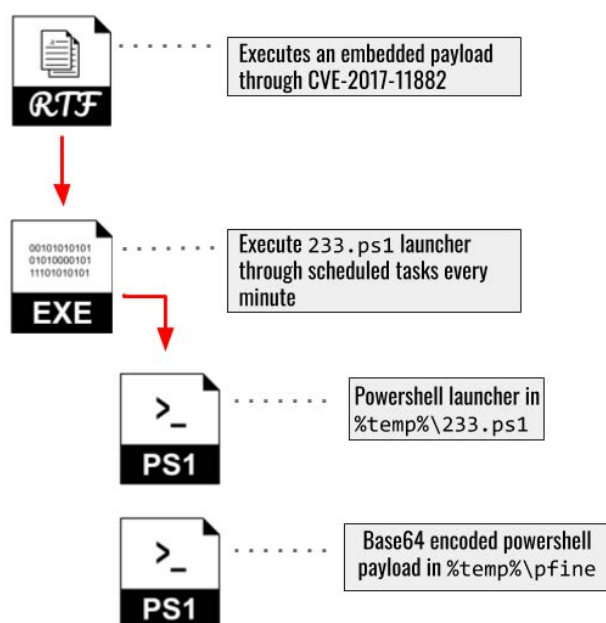 RTF
Executes an embedded payload
through CVE-2017-11882
00101010101
01010000101
11101010101
EXE
Execute 233.ps1 launcher
through scheduled tasks every
minute
>_
PS1
Powershell launcher in
%temp%\233.ps1
>_
PS1
Base64 encoded powershell
payload in %temp%\pfine